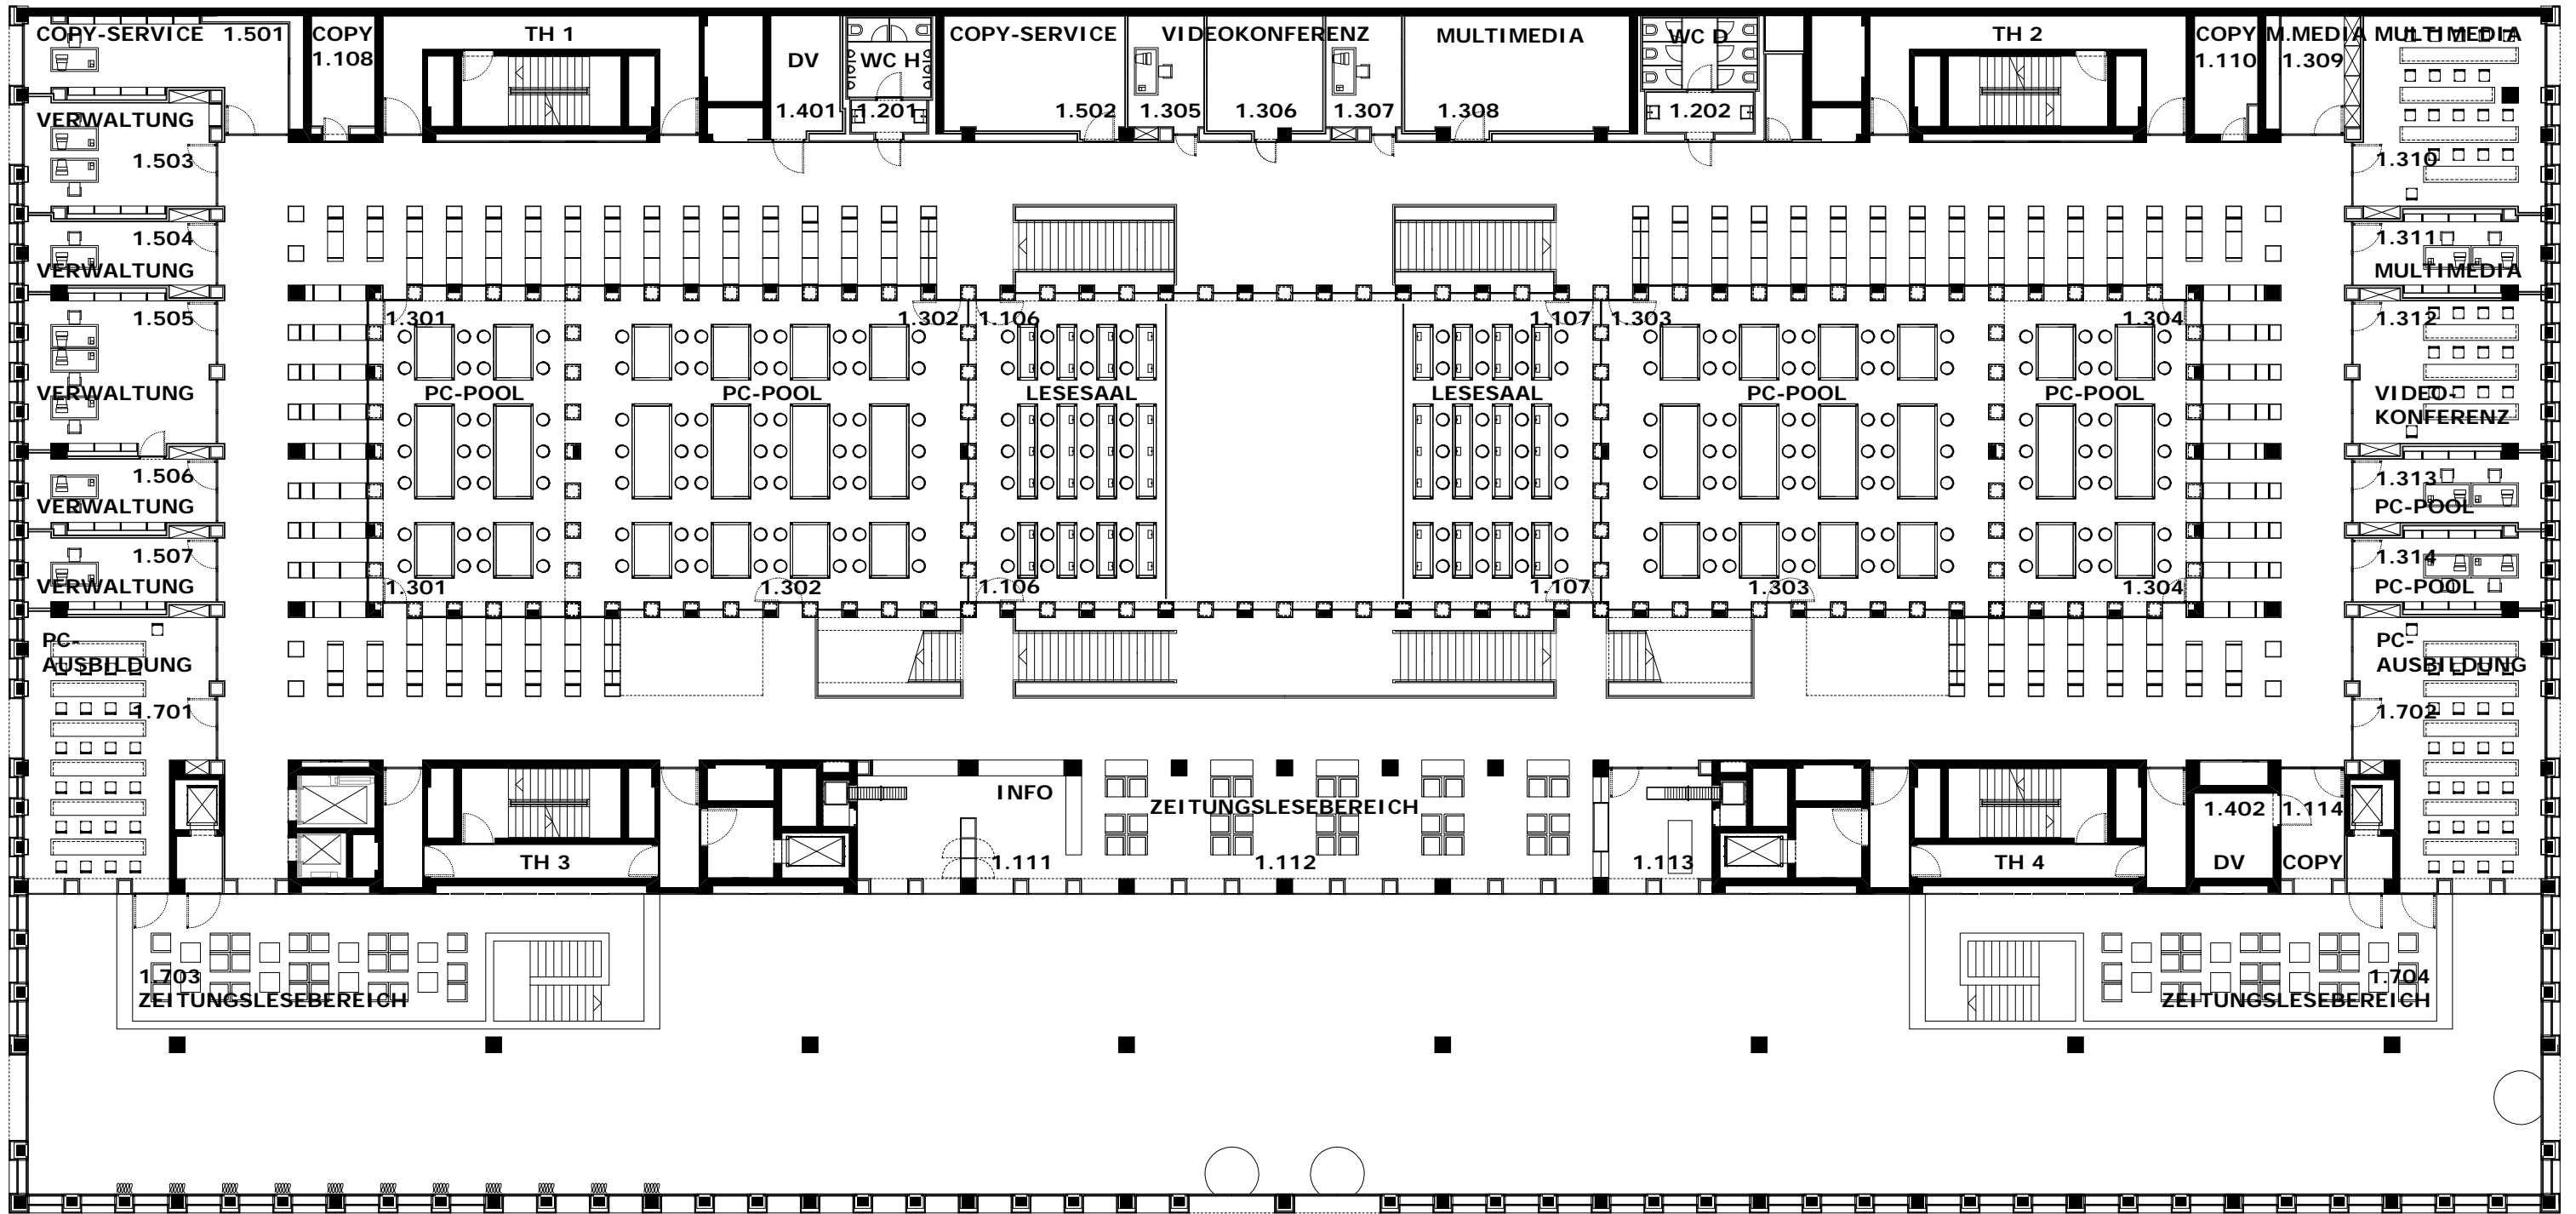 COPY-SERVICE 1.501
COPY
1.108
TH 1
DV
1.401
WC H
1.201
COPY-SERVICE
1.502
VIDEOKONFERENZ
1.305
1.306
1.307
MULTIMEDIA
1.308
WC D
1.202
TH 2
COPY
1.110
M.MEDIA
1.309
MULTIMEDIA
1.310
VERWALTUNG
1.503
1.504
VERWALTUNG
1.505
VERWALTUNG
1.506
VERWALTUNG
1.507
VERWALTUNG
PC-
AUSBILDUNG
1.701
1.301
1.302
1.106
1.107
1.303
1.304
PC-POOL
PC-POOL
LESESAAL
LESESAAL
PC-POOL
PC-POOL
1.301
1.302
1.106
1.107
1.303
1.304
1.311
MULTIMEDIA
1.312
VIDEO-
KONFERENZ
1.313
PC-POOL
1.314
PC-POOL
PC-
AUSBILDUNG
1.702
TH 3
INFO
1.111
ZEITUNGSLESEBEREICH
1.112
1.113
TH 4
1.402
DV
1.114
COPY
1.703
ZEITUNGSLESEBEREICH
1.704
ZEITUNGSLESEBEREICH